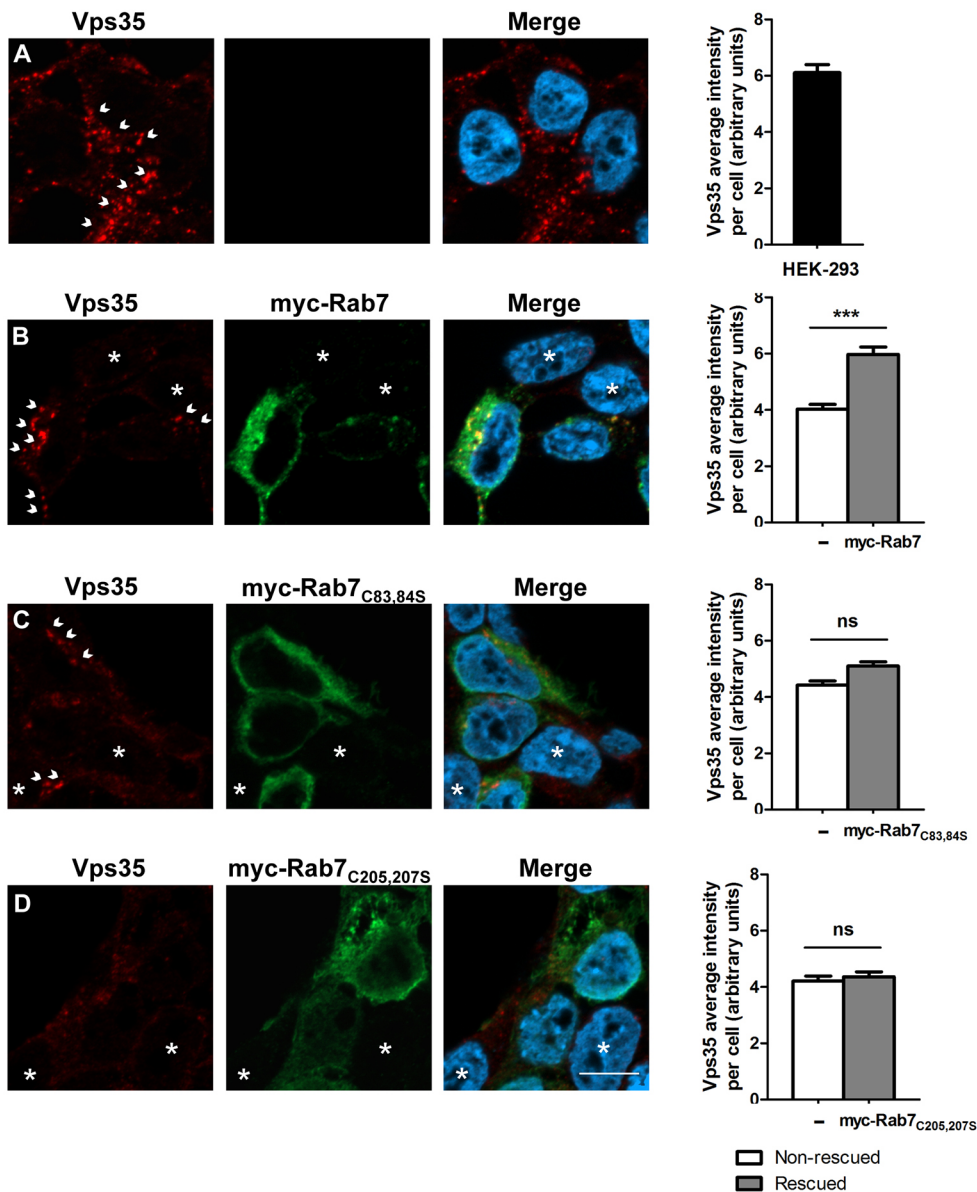 Vps35 Merge
A
Vps35 average intensity
per cell (arbitrary units)
8
6
4
2
0
HEK-293
Vps35 myc-Rab7 Merge
B
* * * * * *
Vps35 average intensity
per cell (arbitrary units)
8
6
4
2
0
***
– myc-Rab7
Vps35 myc-Rab7C83,84S Merge
C
* * * * * *
Vps35 average intensity
per cell (arbitrary units)
8
6
4
2
0
ns
– myc-Rab7C83,84S
Vps35 myc-Rab7C205,207S Merge
D
* * * * * *
Vps35 average intensity
per cell (arbitrary units)
8
6
4
2
0
ns
– myc-Rab7C205,207S
Non-rescued
Rescued